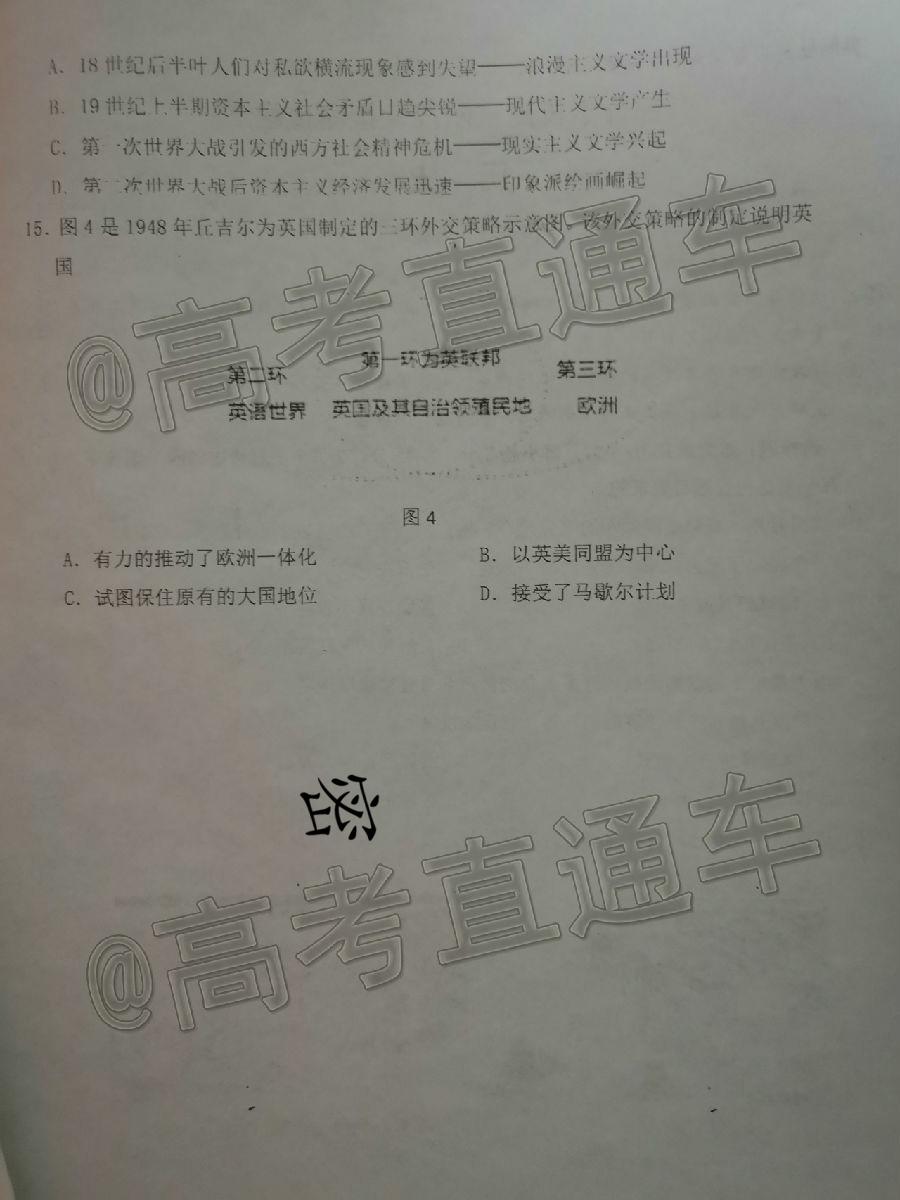 A. 18世纪后半叶人们对私欲横流现象感到失望——浪漫主义文学出现
B. 19世纪上半期资本主义社会矛盾日趋尖锐——现代主义文学产生
C. 第一次世界大战引发的西方社会精神危机——现实主义文学兴起
D. 第二次世界大战后资本主义经济发展迅速——印象派绘画崛起
15. 图4是1948年丘吉尔为英国制定的三环外交策略示意图。该外交策略的制定说明英
国
@高考直通车
第二环 第一环为英联邦 第三环
英语世界 英国及其自治领殖民地 欧洲
图4
A. 有力的推动了欧洲一体化 B. 以英美同盟为中心
C. 试图保住原有的大国地位 D. 接受了马歇尔计划
密
@高考直通车